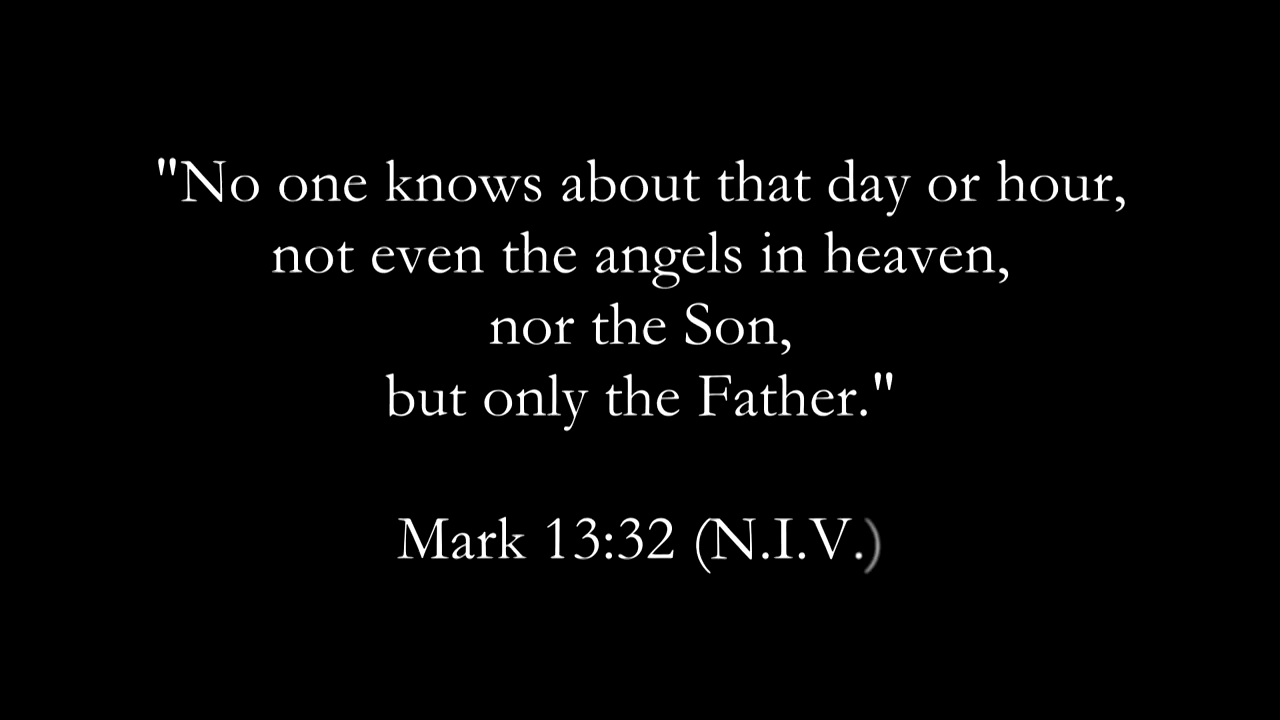 "No one knows about that day or hour,
not even the angels in heaven,
nor the Son,
but only the Father."
Mark 13:32 (N.I.V.)